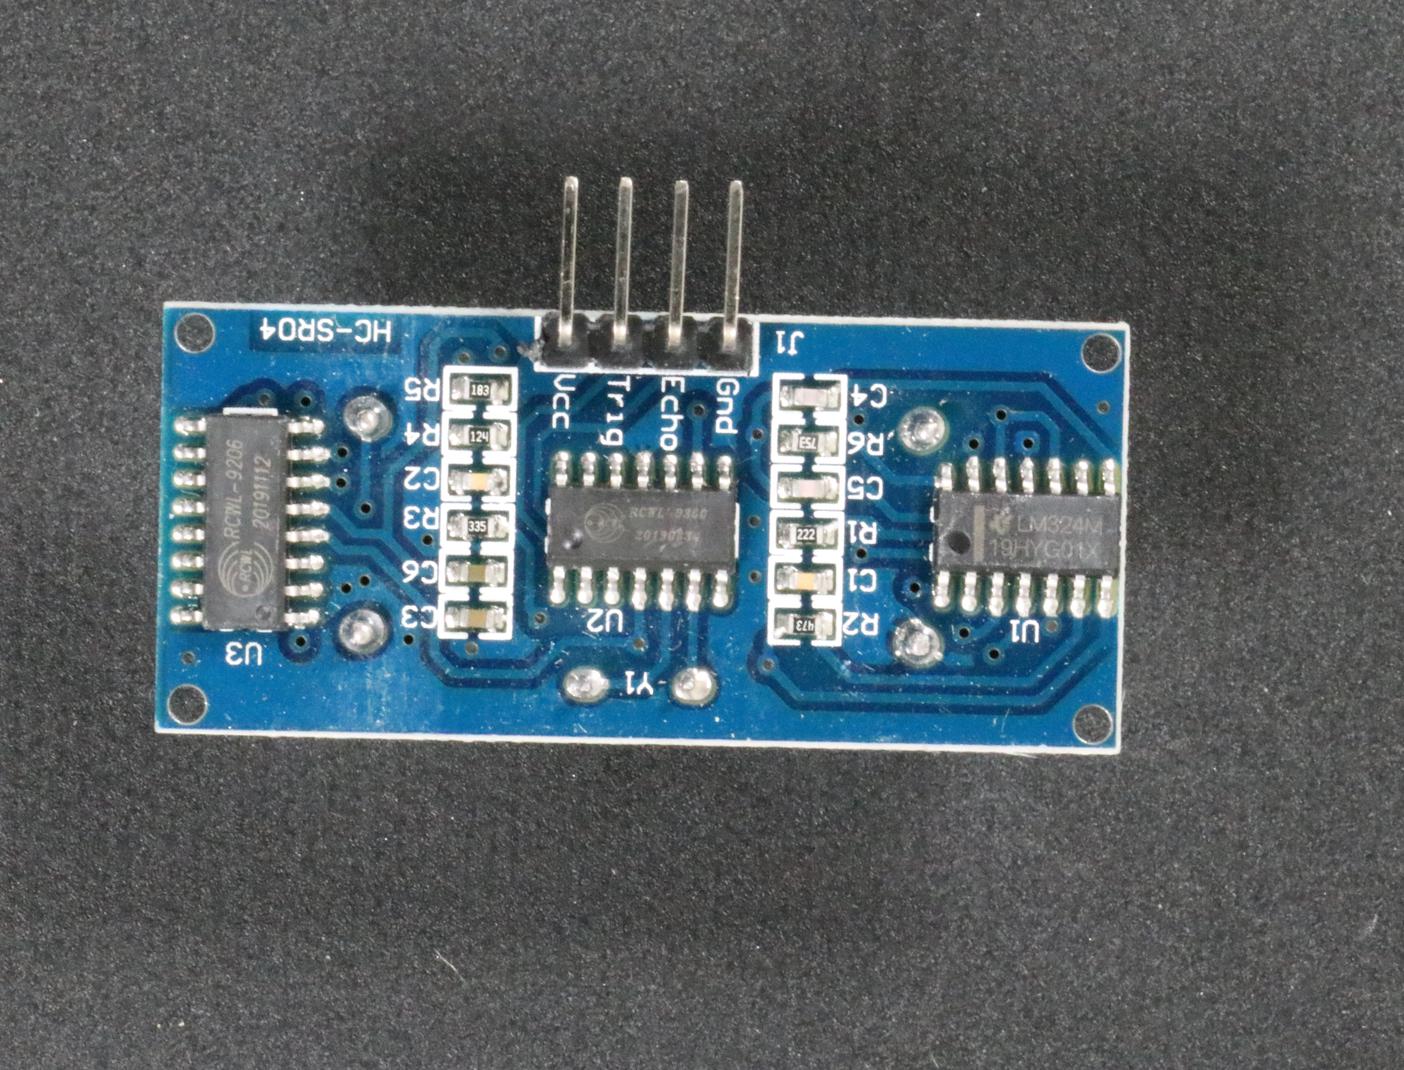 HC-SR04
J1
Vcc
Trig
Echo
Gnd
R5
183
R4
124
C2
R3
335
C6
C3
C4
R6
753
C5
R1
222
C1
R2
473
RCWL-9206
20191112
RCWL
U3
RCWL
U2
LM324M
19HYG01X
U1
Y1